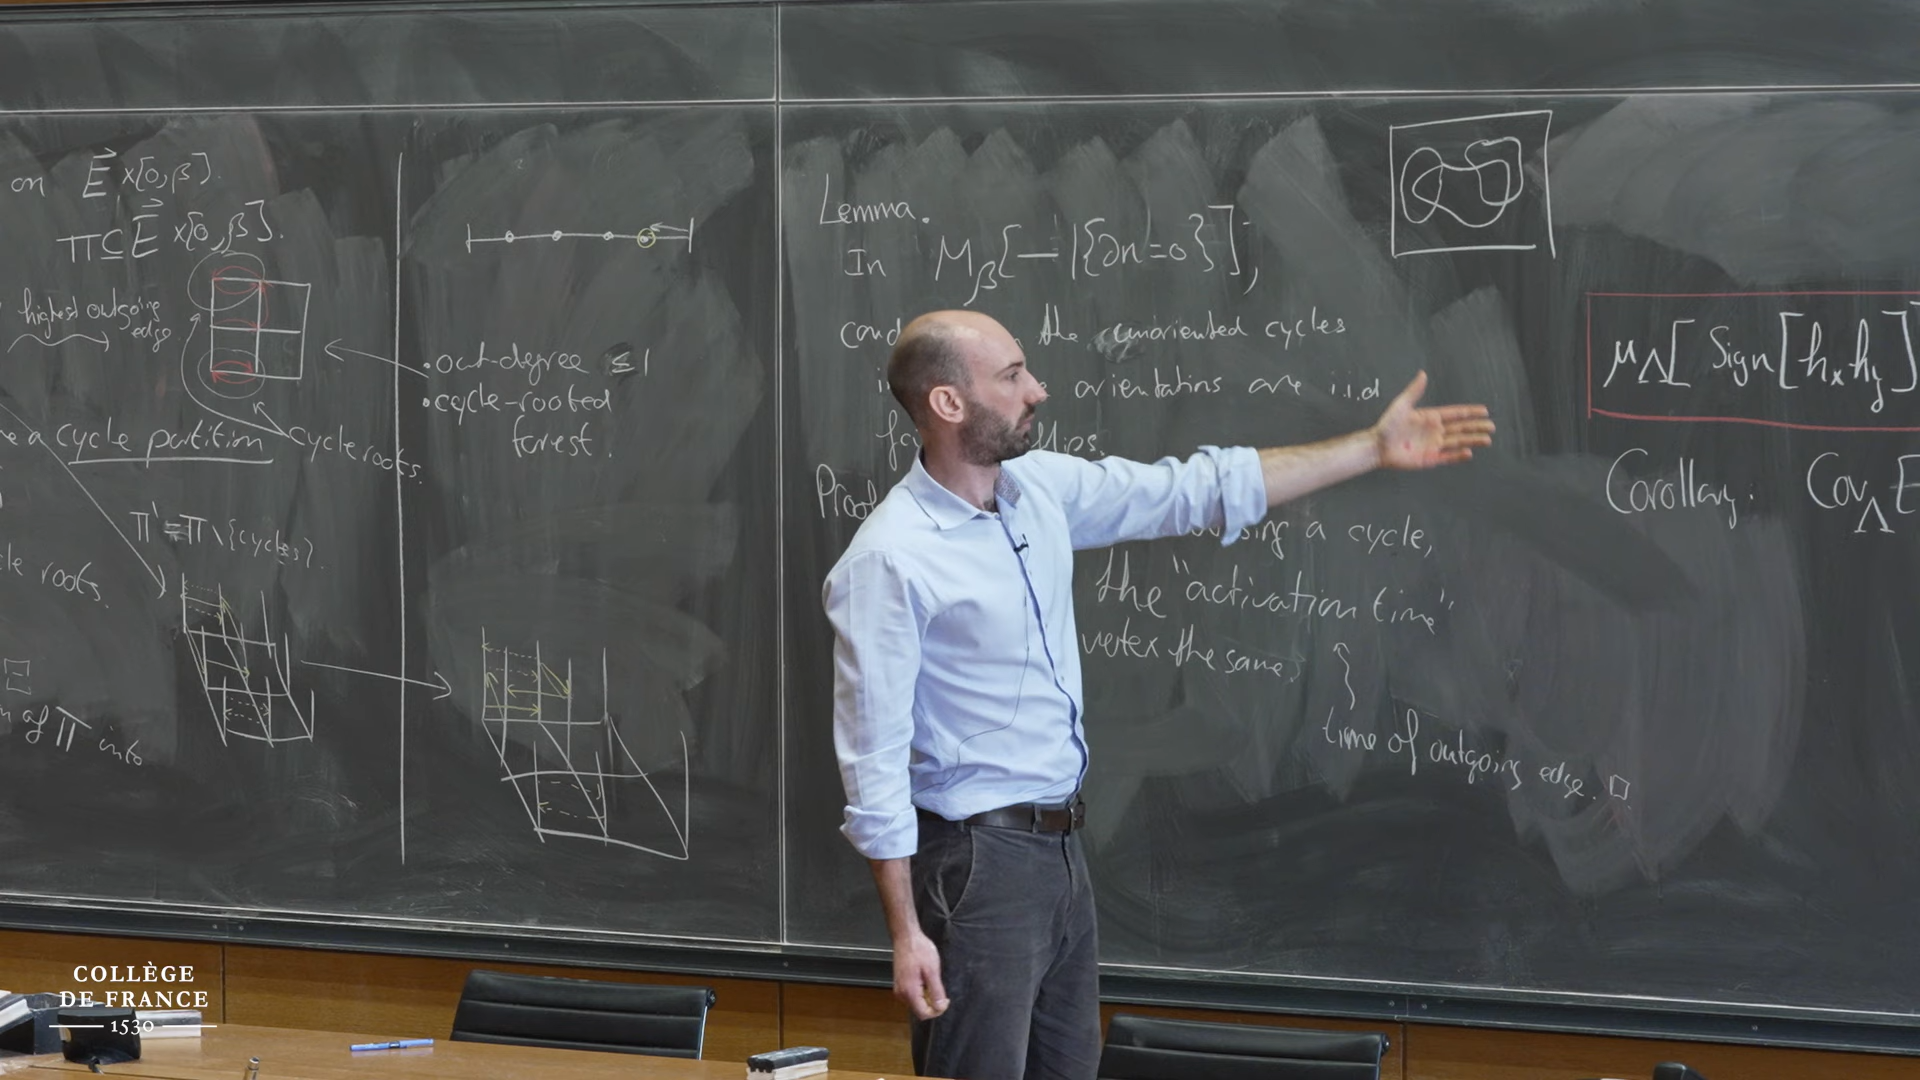 on E⃗ ×[0,β].
Π⊆E⃗ ×[0,β].
highest outgoing
edge.
a cycle partition
cycle roots.
Π' = Π \ {cycles}.
roots.
of Π into
• out-degree ≤ 1
• cycle-rooted
forest.
Lemma.
In M_β[—|{∂n=0}],
the unoriented cycles
orientations are i.i.d
flips.
Proof
a cycle,
the "activation time"
vertex the same.
time of outgoing edge. □
μ_Λ[ Sign[h_x h_y]
Corollary. Cov_Λ[
COLLÈGE
DE FRANCE
1530